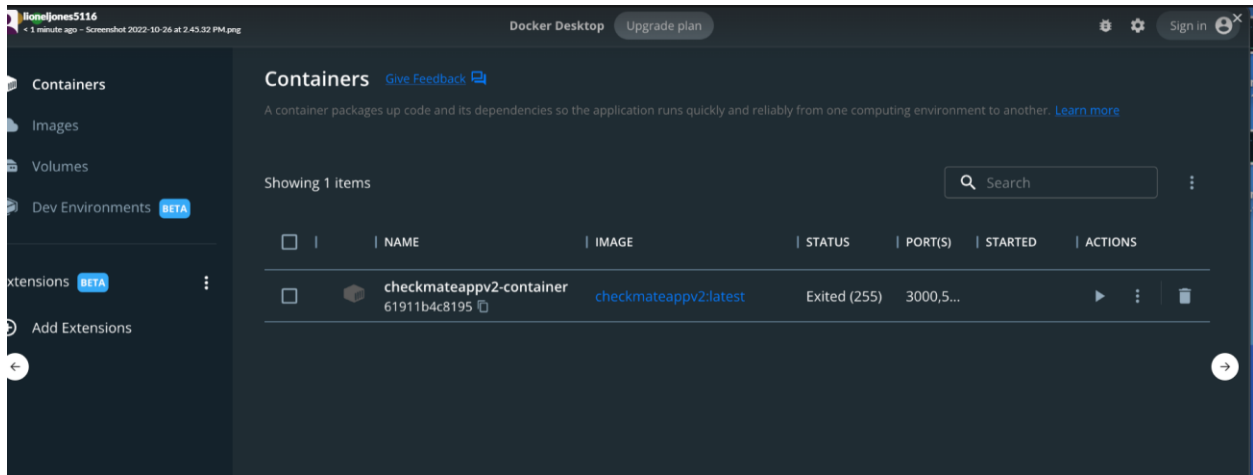 lioneljones5116
< 1 minute ago – Screenshot 2022-10-26 at 2.45.32 PM.png
Docker Desktop Upgrade plan Sign in
Containers
Images
Volumes
Dev Environments BETA
xtensions BETA
Add Extensions
Containers Give Feedback
A container packages up code and its dependencies so the application runs quickly and reliably from one computing environment to another. Learn more
Showing 1 items Search
NAME IMAGE STATUS PORT(S) STARTED ACTIONS
checkmateappv2-container checkmateappv2:latest Exited (255) 3000,5...
61911b4c8195